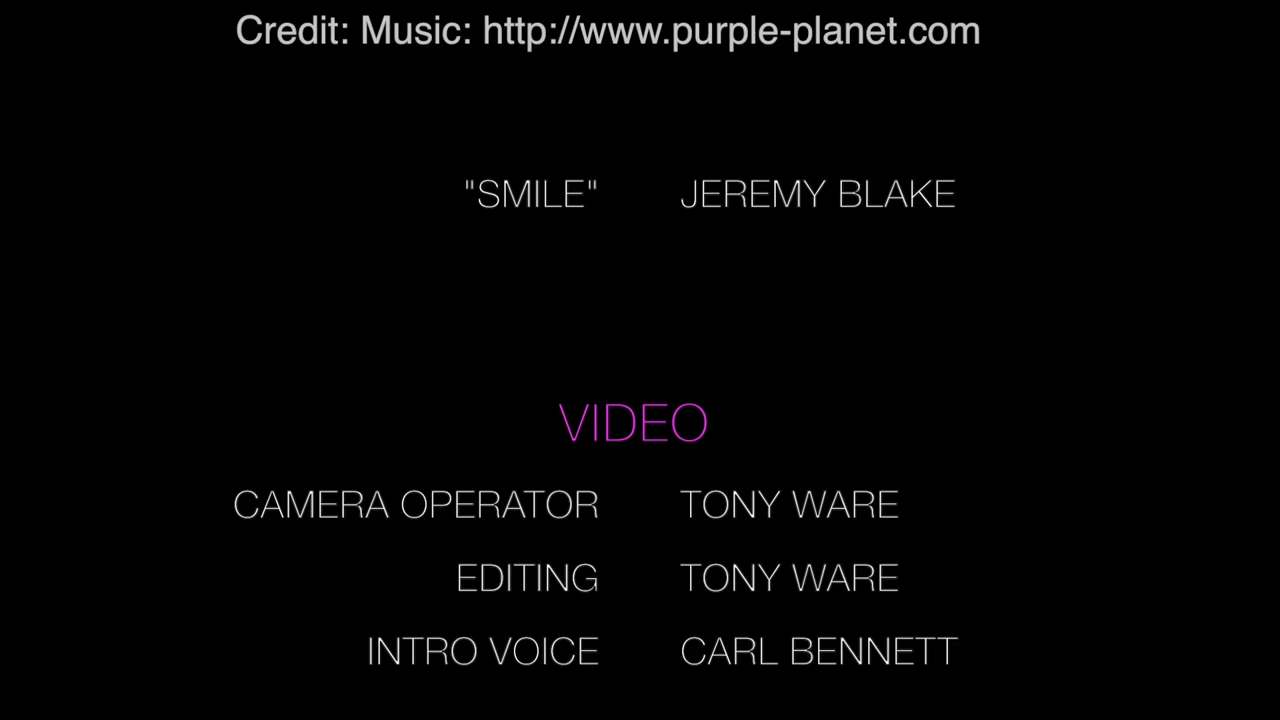 Credit: Music: http://www.purple-planet.com
"SMILE" JEREMY BLAKE
VIDEO
CAMERA OPERATOR TONY WARE
EDITING TONY WARE
INTRO VOICE CARL BENNETT